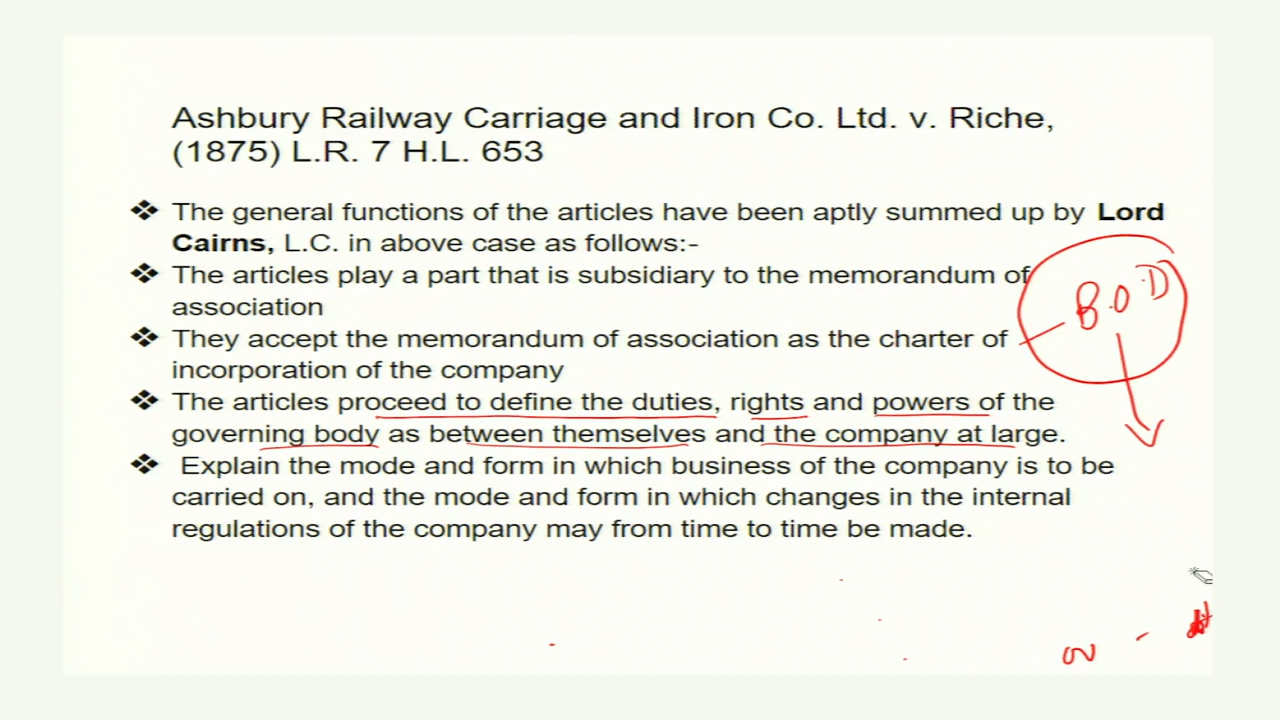 Ashbury Railway Carriage and Iron Co. Ltd. v. Riche,
(1875) L.R. 7 H.L. 653
❖ The general functions of the articles have been aptly summed up by Lord
Cairns, L.C. in above case as follows:-
❖ The articles play a part that is subsidiary to the memorandum of
association
B.O.D
❖ They accept the memorandum of association as the charter of
incorporation of the company
❖ The articles proceed to define the duties, rights and powers of the
governing body as between themselves and the company at large.
❖ Explain the mode and form in which business of the company is to be
carried on, and the mode and form in which changes in the internal
regulations of the company may from time to time be made.